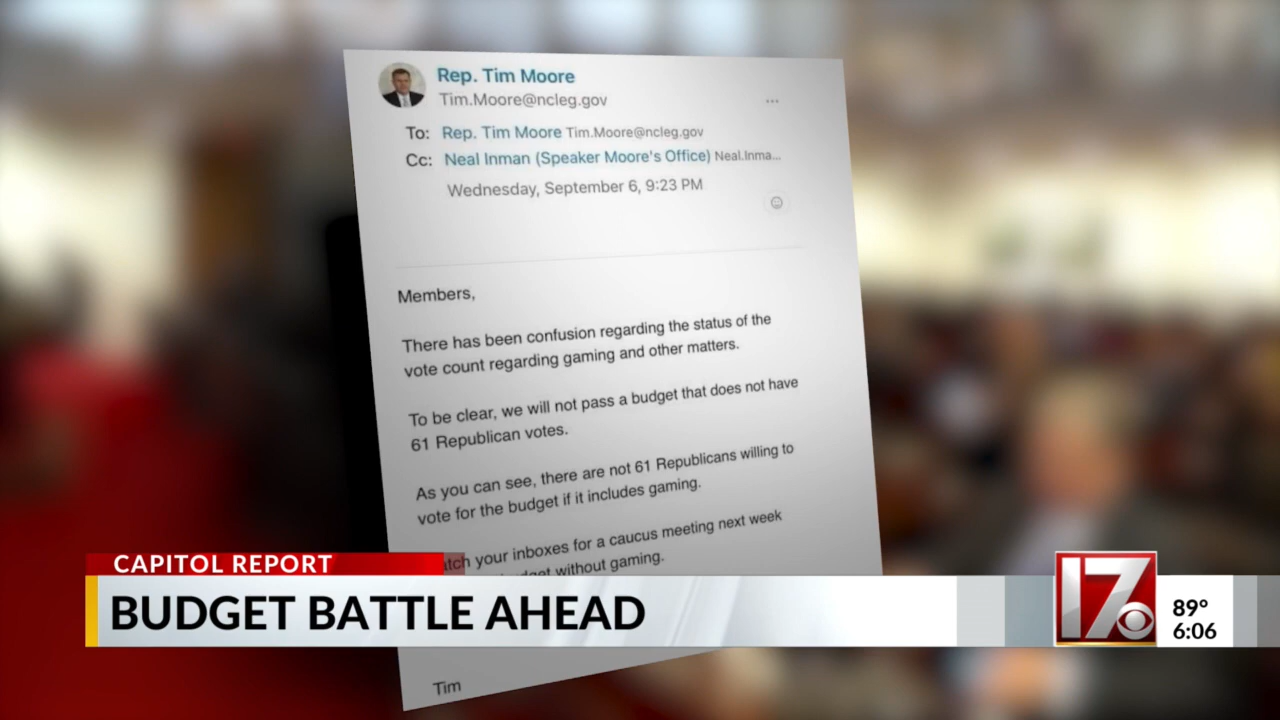 Rep. Tim Moore
Tim.Moore@ncleg.gov
...
To: Rep. Tim Moore Tim.Moore@ncleg.gov
Cc: Neal Inman (Speaker Moore's Office) Neal.Inma...
Wednesday, September 6, 9:23 PM
Members,
There has been confusion regarding the status of the
vote count regarding gaming and other matters.
To be clear, we will not pass a budget that does not have
61 Republican votes.
As you can see, there are not 61 Republicans willing to
vote for the budget if it includes gaming.
your inboxes for a caucus meeting next week
without gaming.
Tim
CAPITOL REPORT
BUDGET BATTLE AHEAD
17
89°
6:06